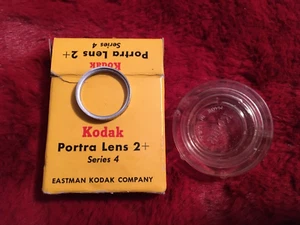 Series 4
Portra Lens 2+
Kodak
Kodak
Portra Lens 2+
Series 4
EASTMAN KODAK COMPANY